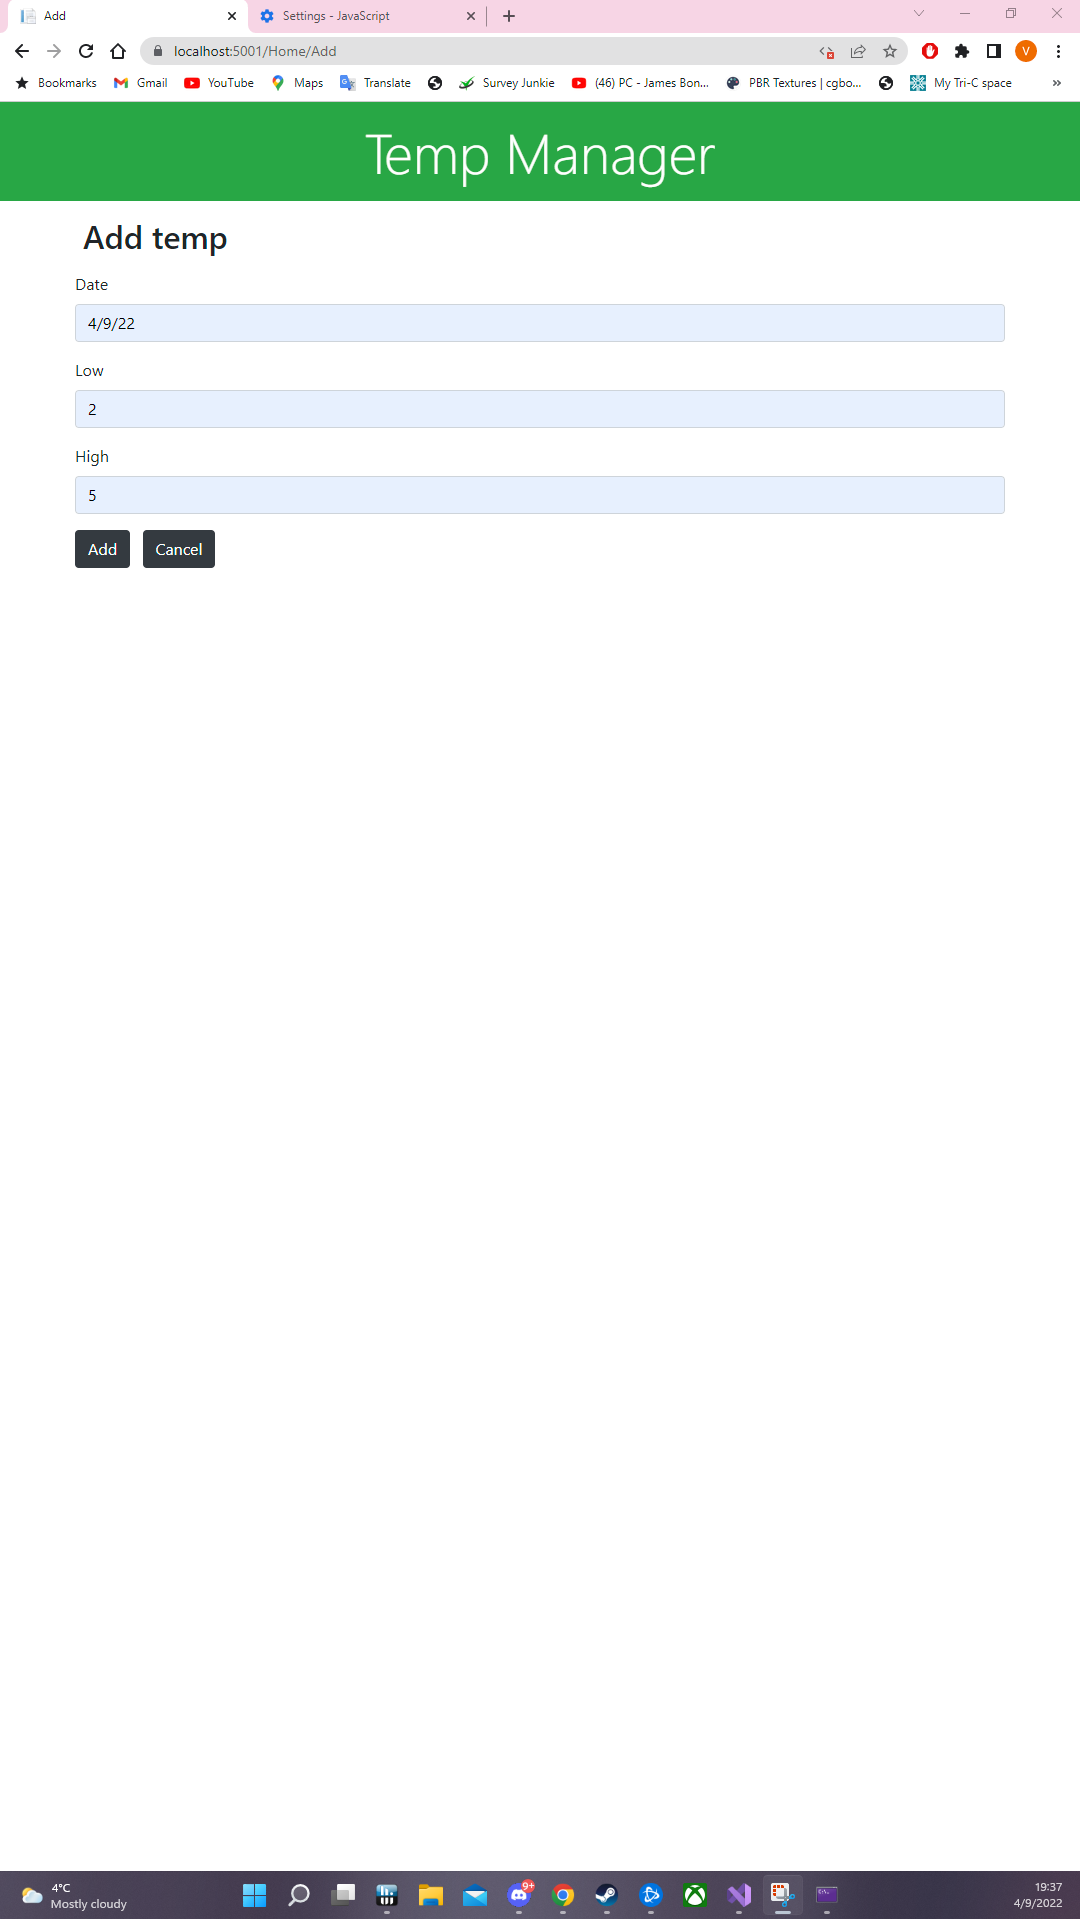 Add
Settings - JavaScript
localhost:5001/Home/Add
V
Bookmarks Gmail YouTube Maps Translate Survey Junkie (46) PC - James Bon... PBR Textures | cgbo... My Tri-C space »
Temp Manager
Add temp
Date
4/9/22
Low
2
High
5
Add Cancel
4°C
Mostly cloudy
9+
19:37
4/9/2022